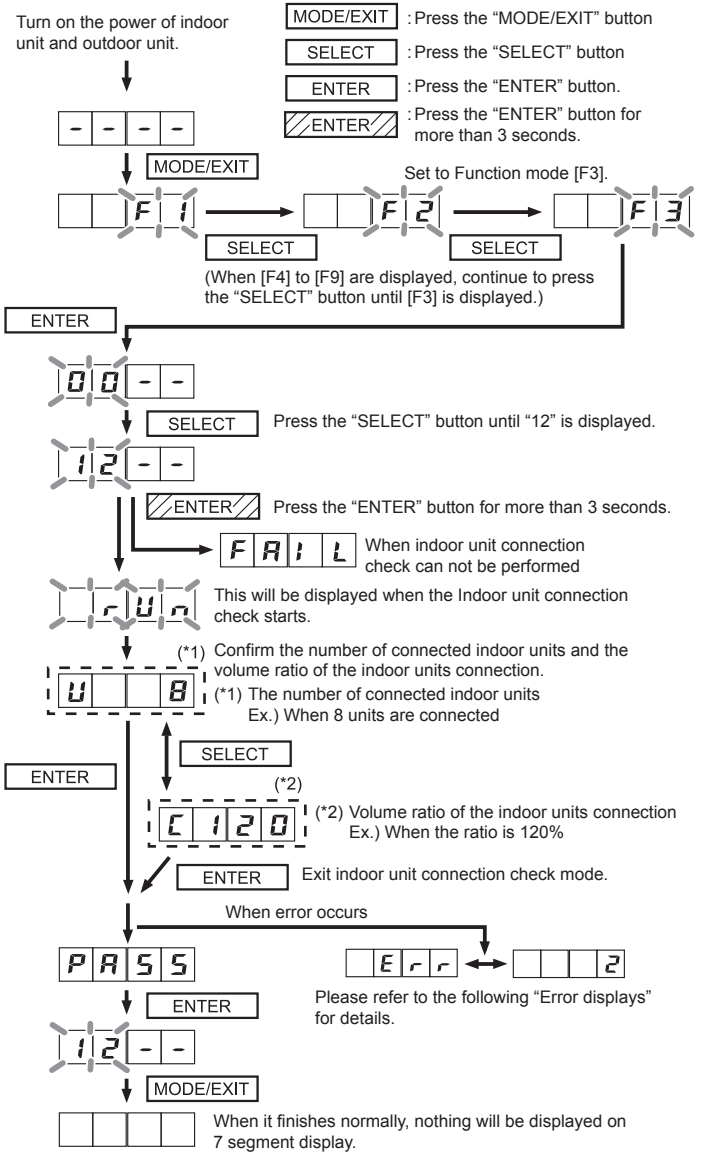 Turn on the power of indoor
unit and outdoor unit.
MODE/EXIT : Press the “MODE/EXIT” button
SELECT : Press the “SELECT” button
ENTER : Press the “ENTER” button.
ENTER : Press the “ENTER” button for
more than 3 seconds.
- - - -
MODE/EXIT
Set to Function mode [F3].
F 1
F 2
F 3
SELECT
SELECT
(When [F4] to [F9] are displayed, continue to press
the “SELECT” button until [F3] is displayed.)
ENTER
0 0 - -
SELECT Press the “SELECT” button until “12” is displayed.
1 2 - -
ENTER Press the “ENTER” button for more than 3 seconds.
F A I L When indoor unit connection
check can not be performed
r U n This will be displayed when the Indoor unit connection
check starts.
(*1) Confirm the number of connected indoor units and the
volume ratio of the indoor units connection.
U 8 (*1) The number of connected indoor units
Ex.) When 8 units are connected
SELECT
ENTER
(*2)
C 1 2 0 (*2) Volume ratio of the indoor units connection
Ex.) When the ratio is 120%
ENTER Exit indoor unit connection check mode.
When error occurs
P A S S
E r r
2
ENTER
Please refer to the following “Error displays”
for details.
1 2 - -
MODE/EXIT
When it finishes normally, nothing will be displayed on
7 segment display.